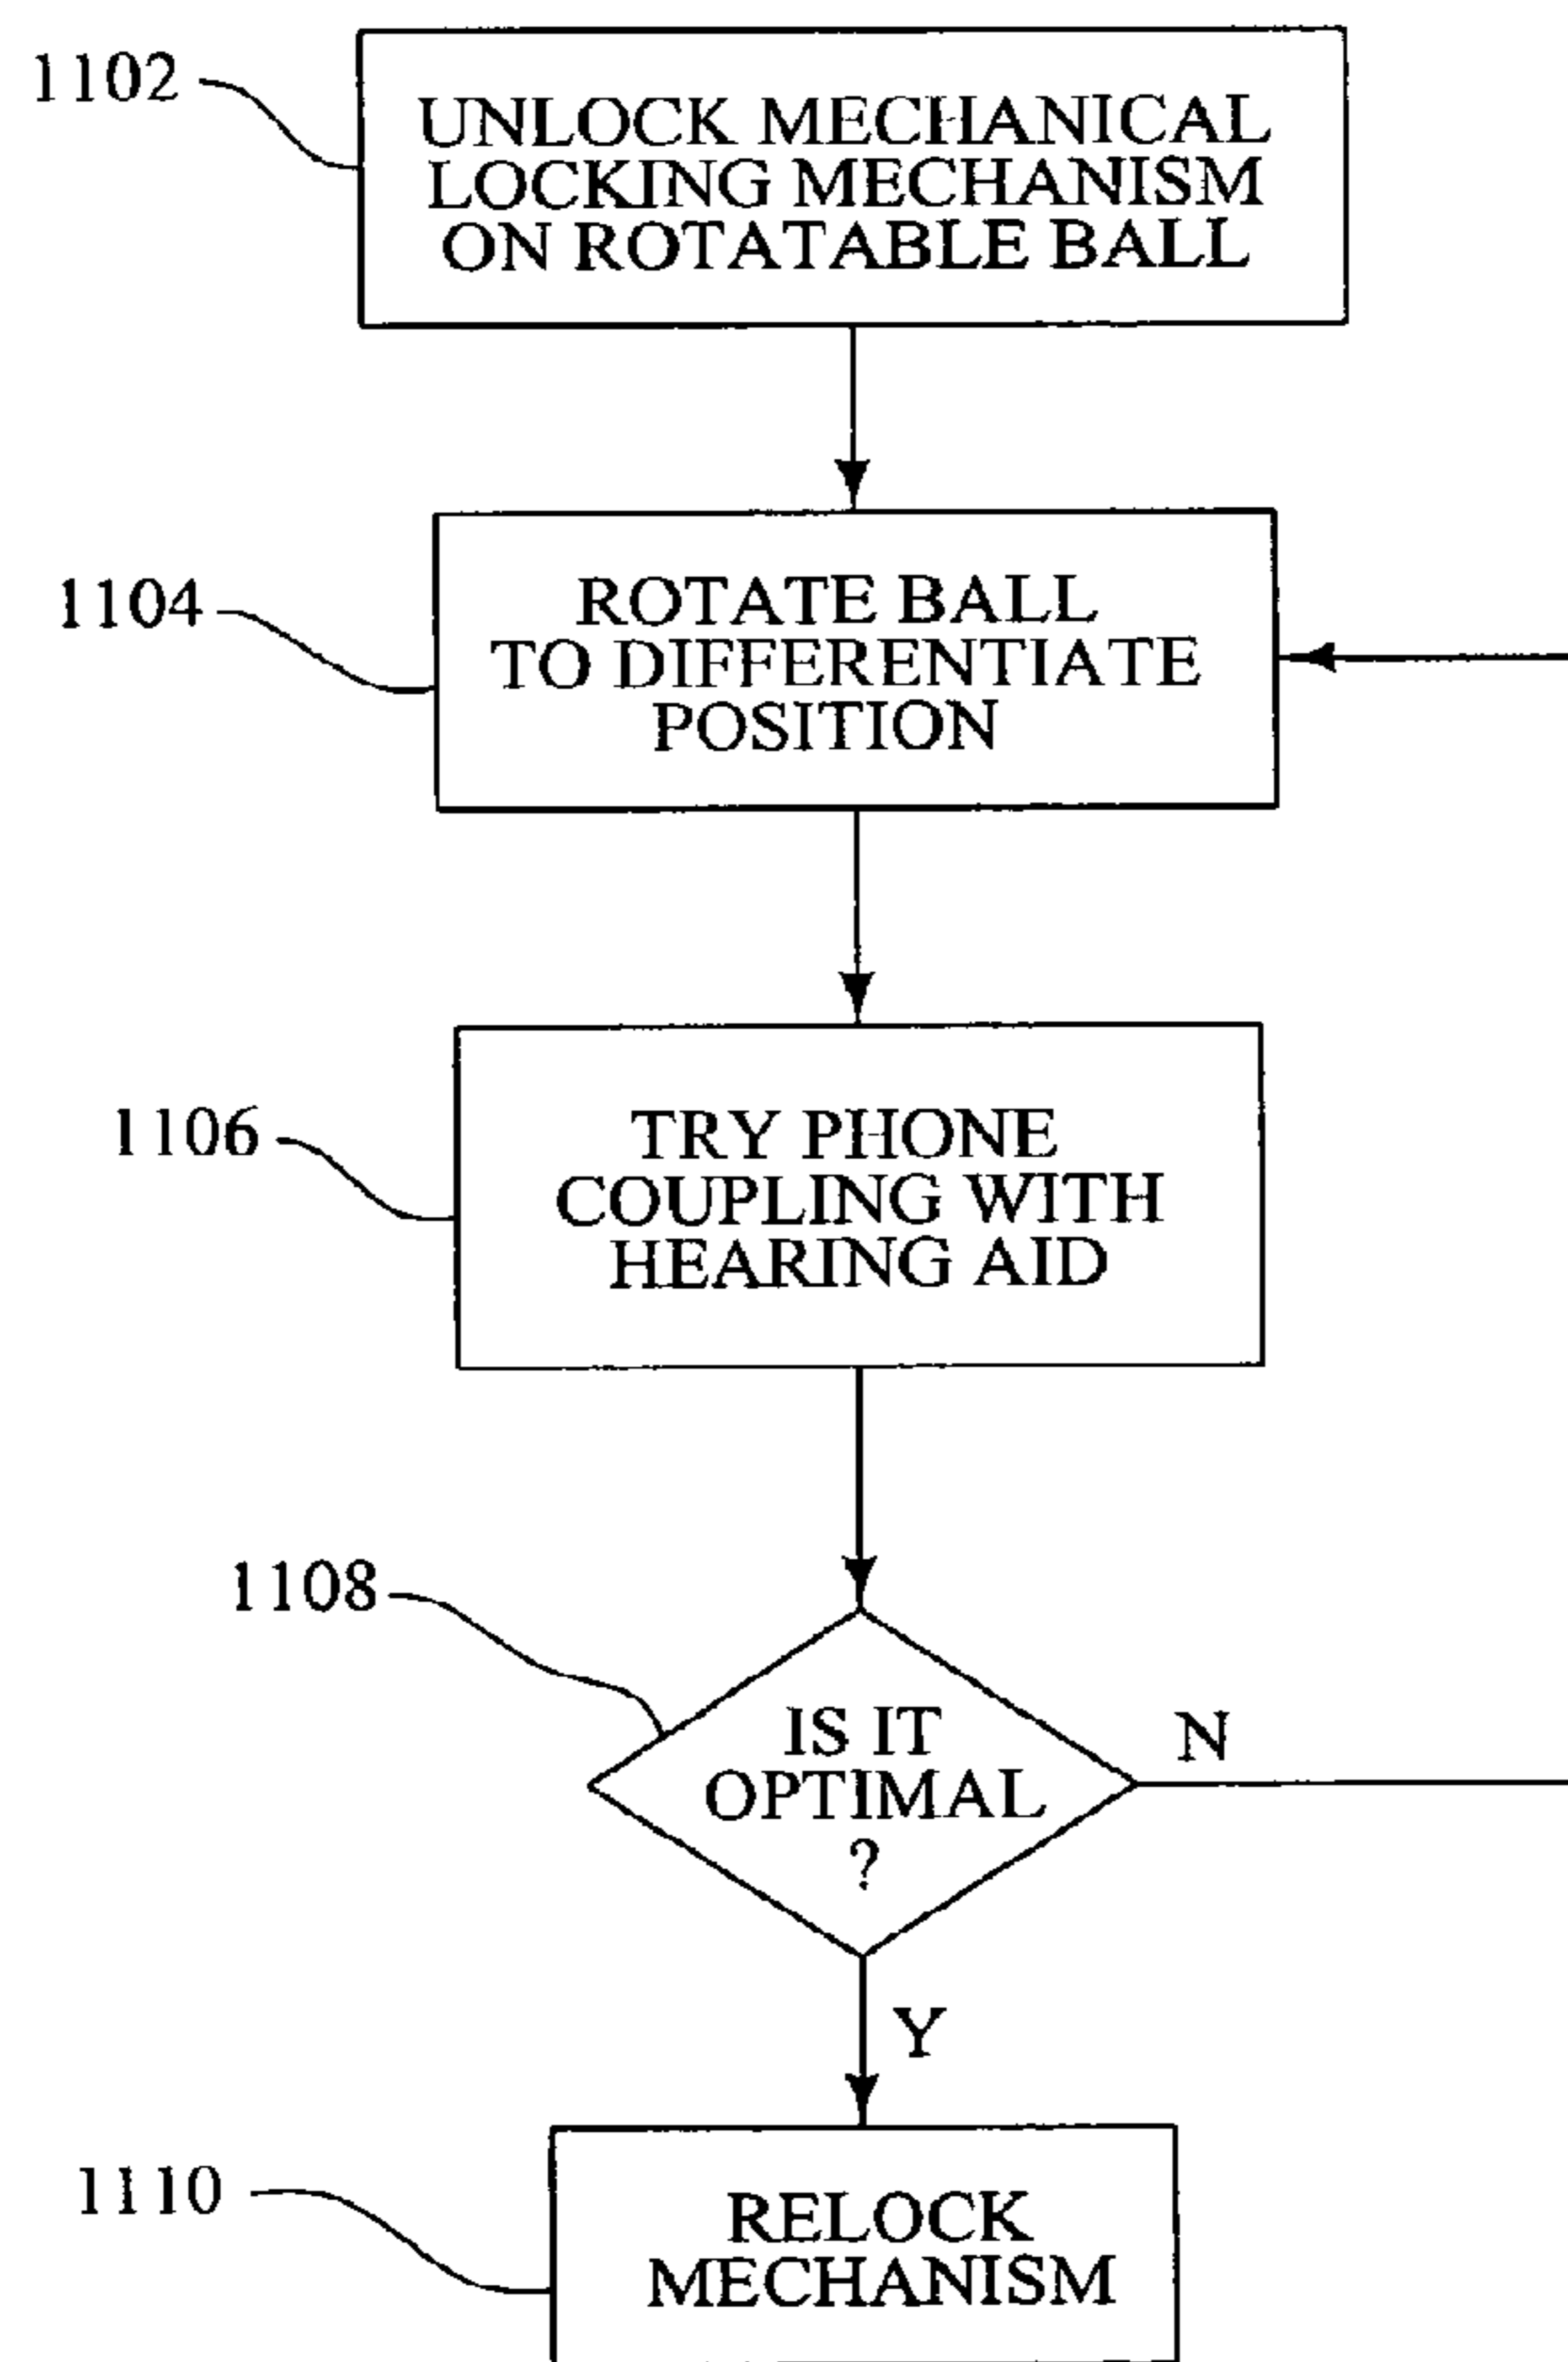 1102
UNLOCK MECHANICAL
LOCKING MECHANISM
ON ROTATABLE BALL
1104
ROTATE BALL
TO DIFFERENTIATE
POSITION
1106
TRY PHONE
COUPLING WITH
HEARING AID
1108
IS IT
OPTIMAL
?
N
Y
1110
RELOCK
MECHANISM